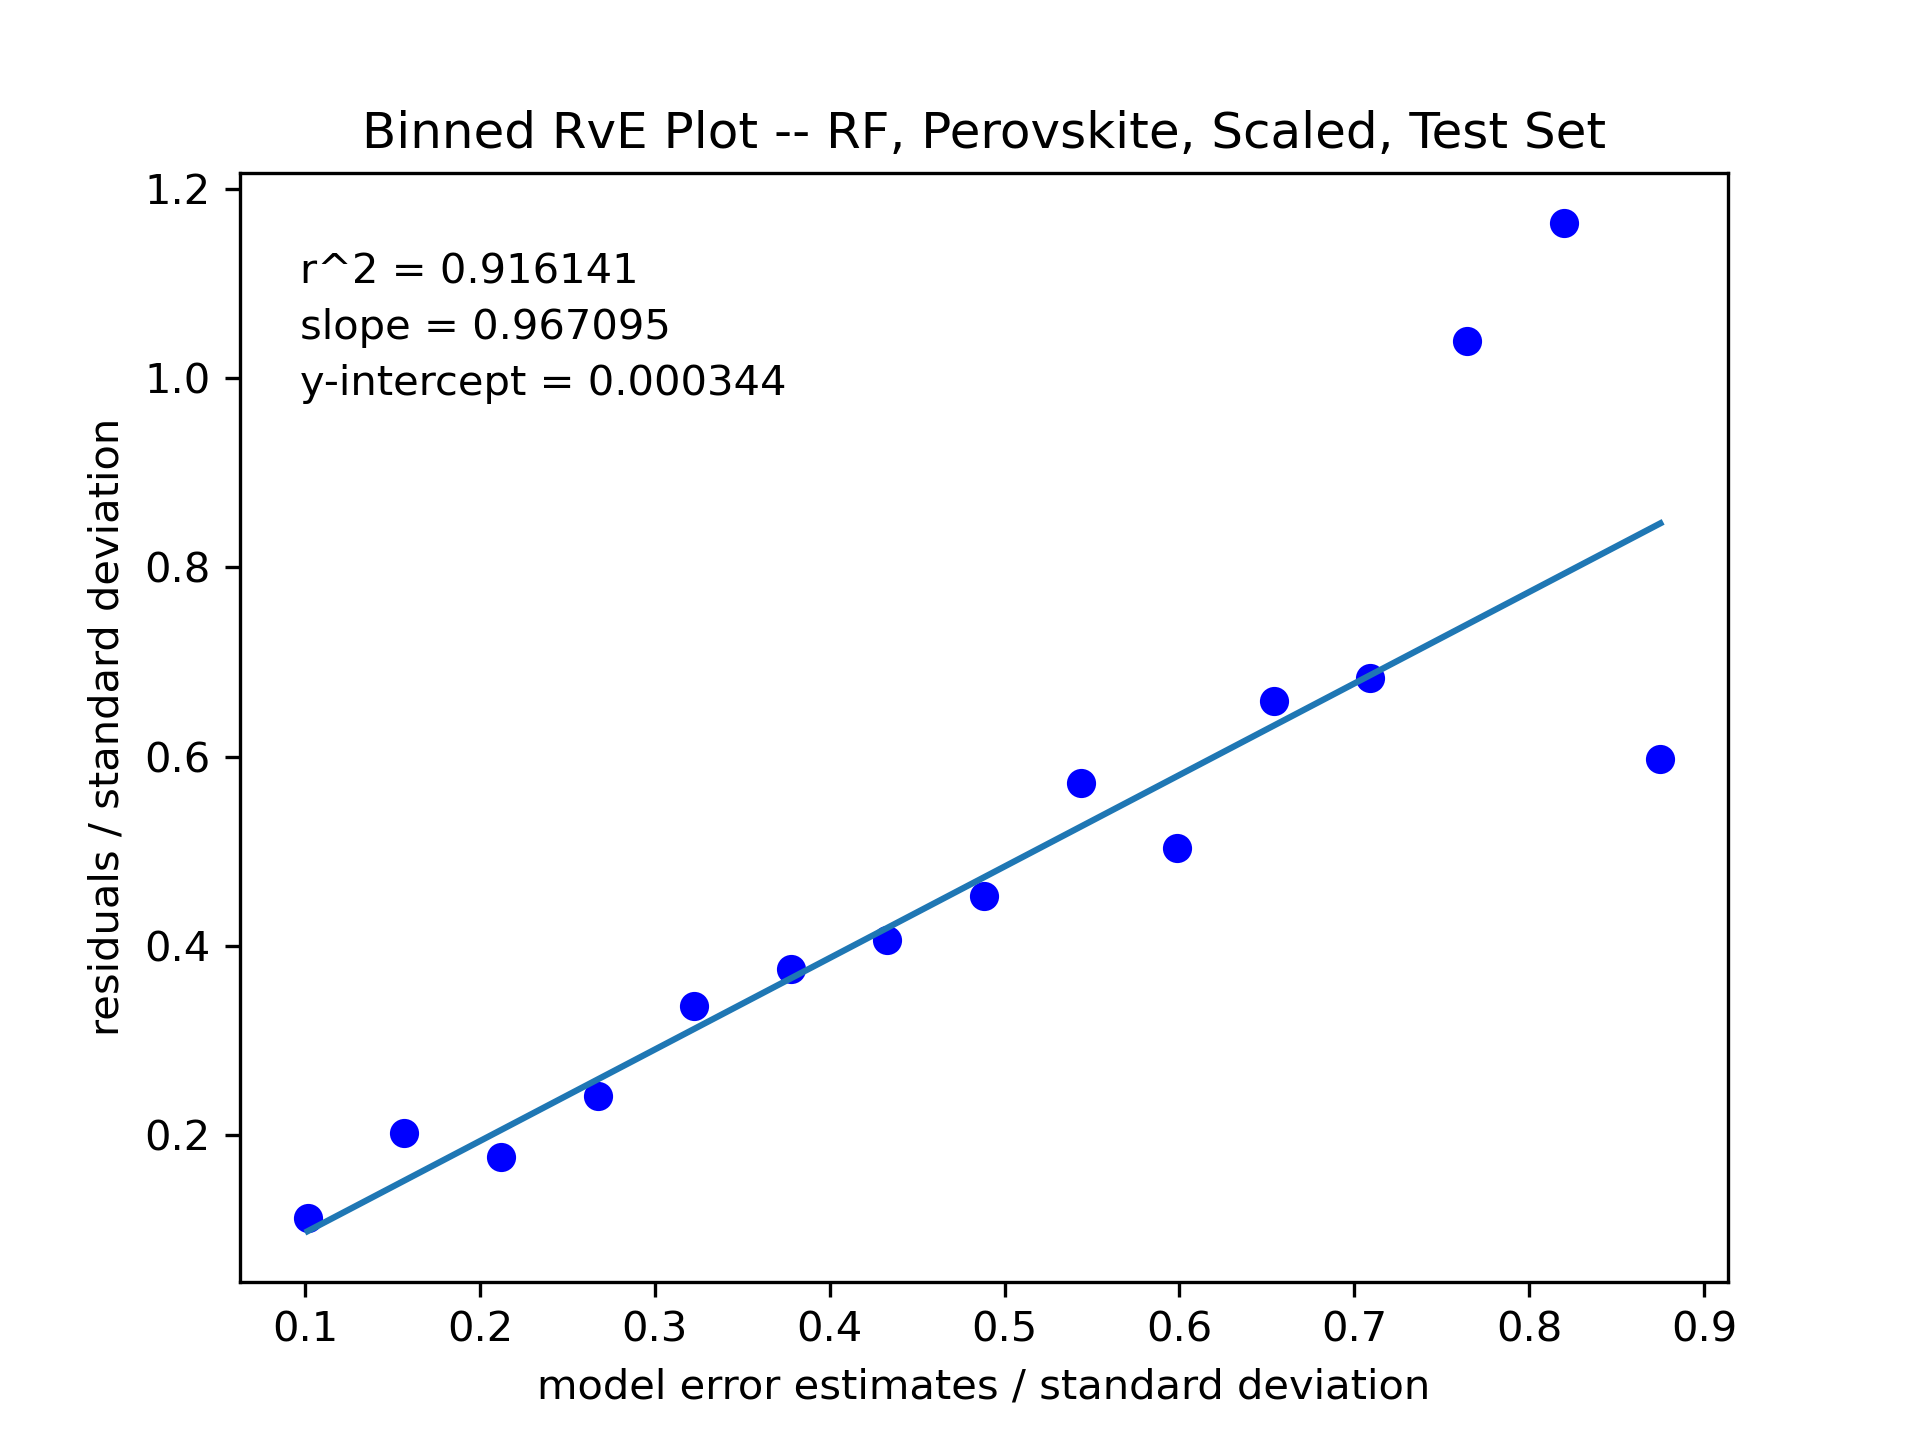 Binned RvE Plot -- RF, Perovskite, Scaled, Test Set
r^2 = 0.916141
slope = 0.967095
y-intercept = 0.000344
residuals / standard deviation
1.2
1.0
0.8
0.6
0.4
0.2
0.1 0.2 0.3 0.4 0.5 0.6 0.7 0.8 0.9
model error estimates / standard deviation